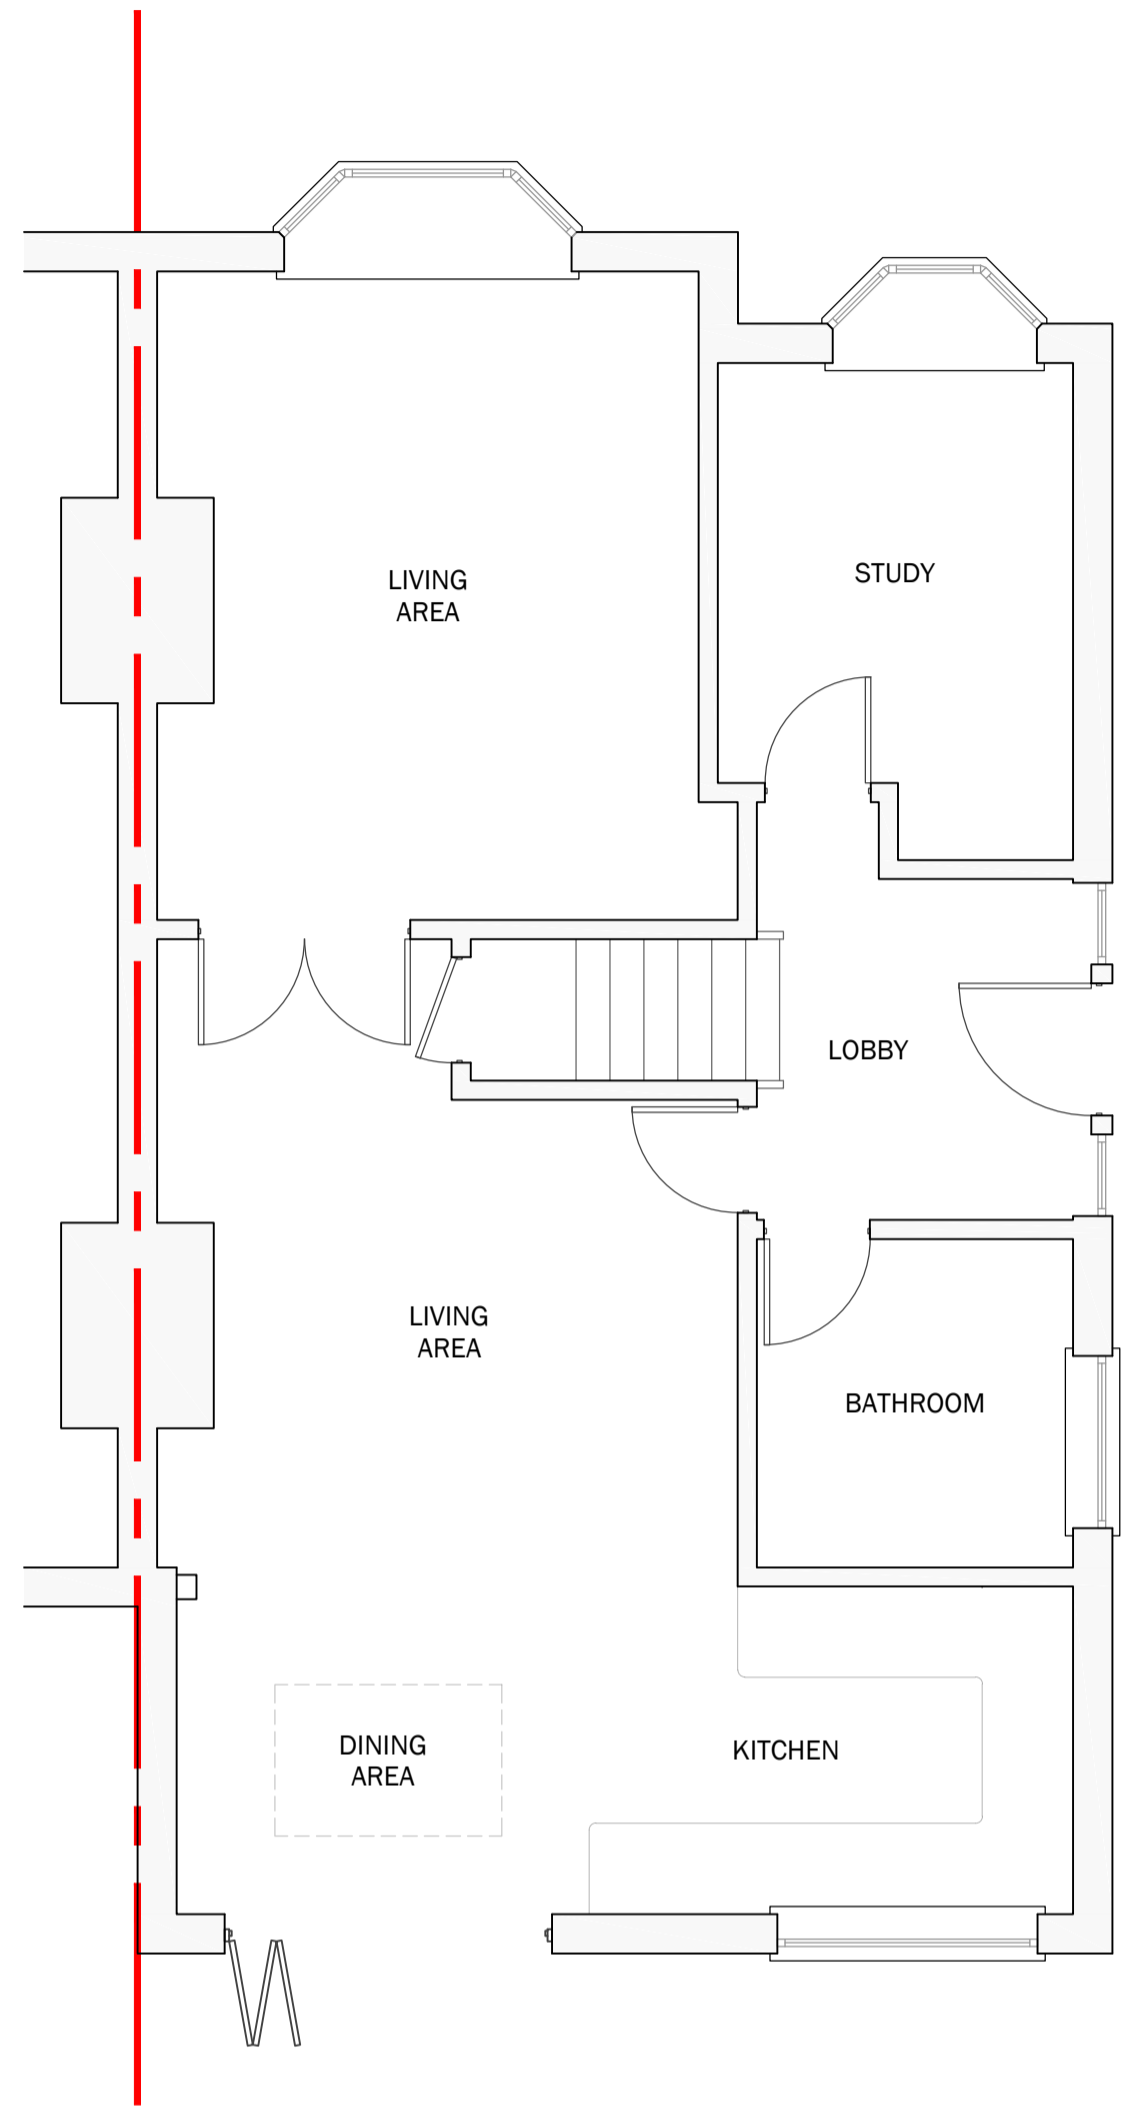 STUDY
LIVING
AREA
LOBBY
LIVING
AREA
BATHROOM
DINING
AREA
KITCHEN